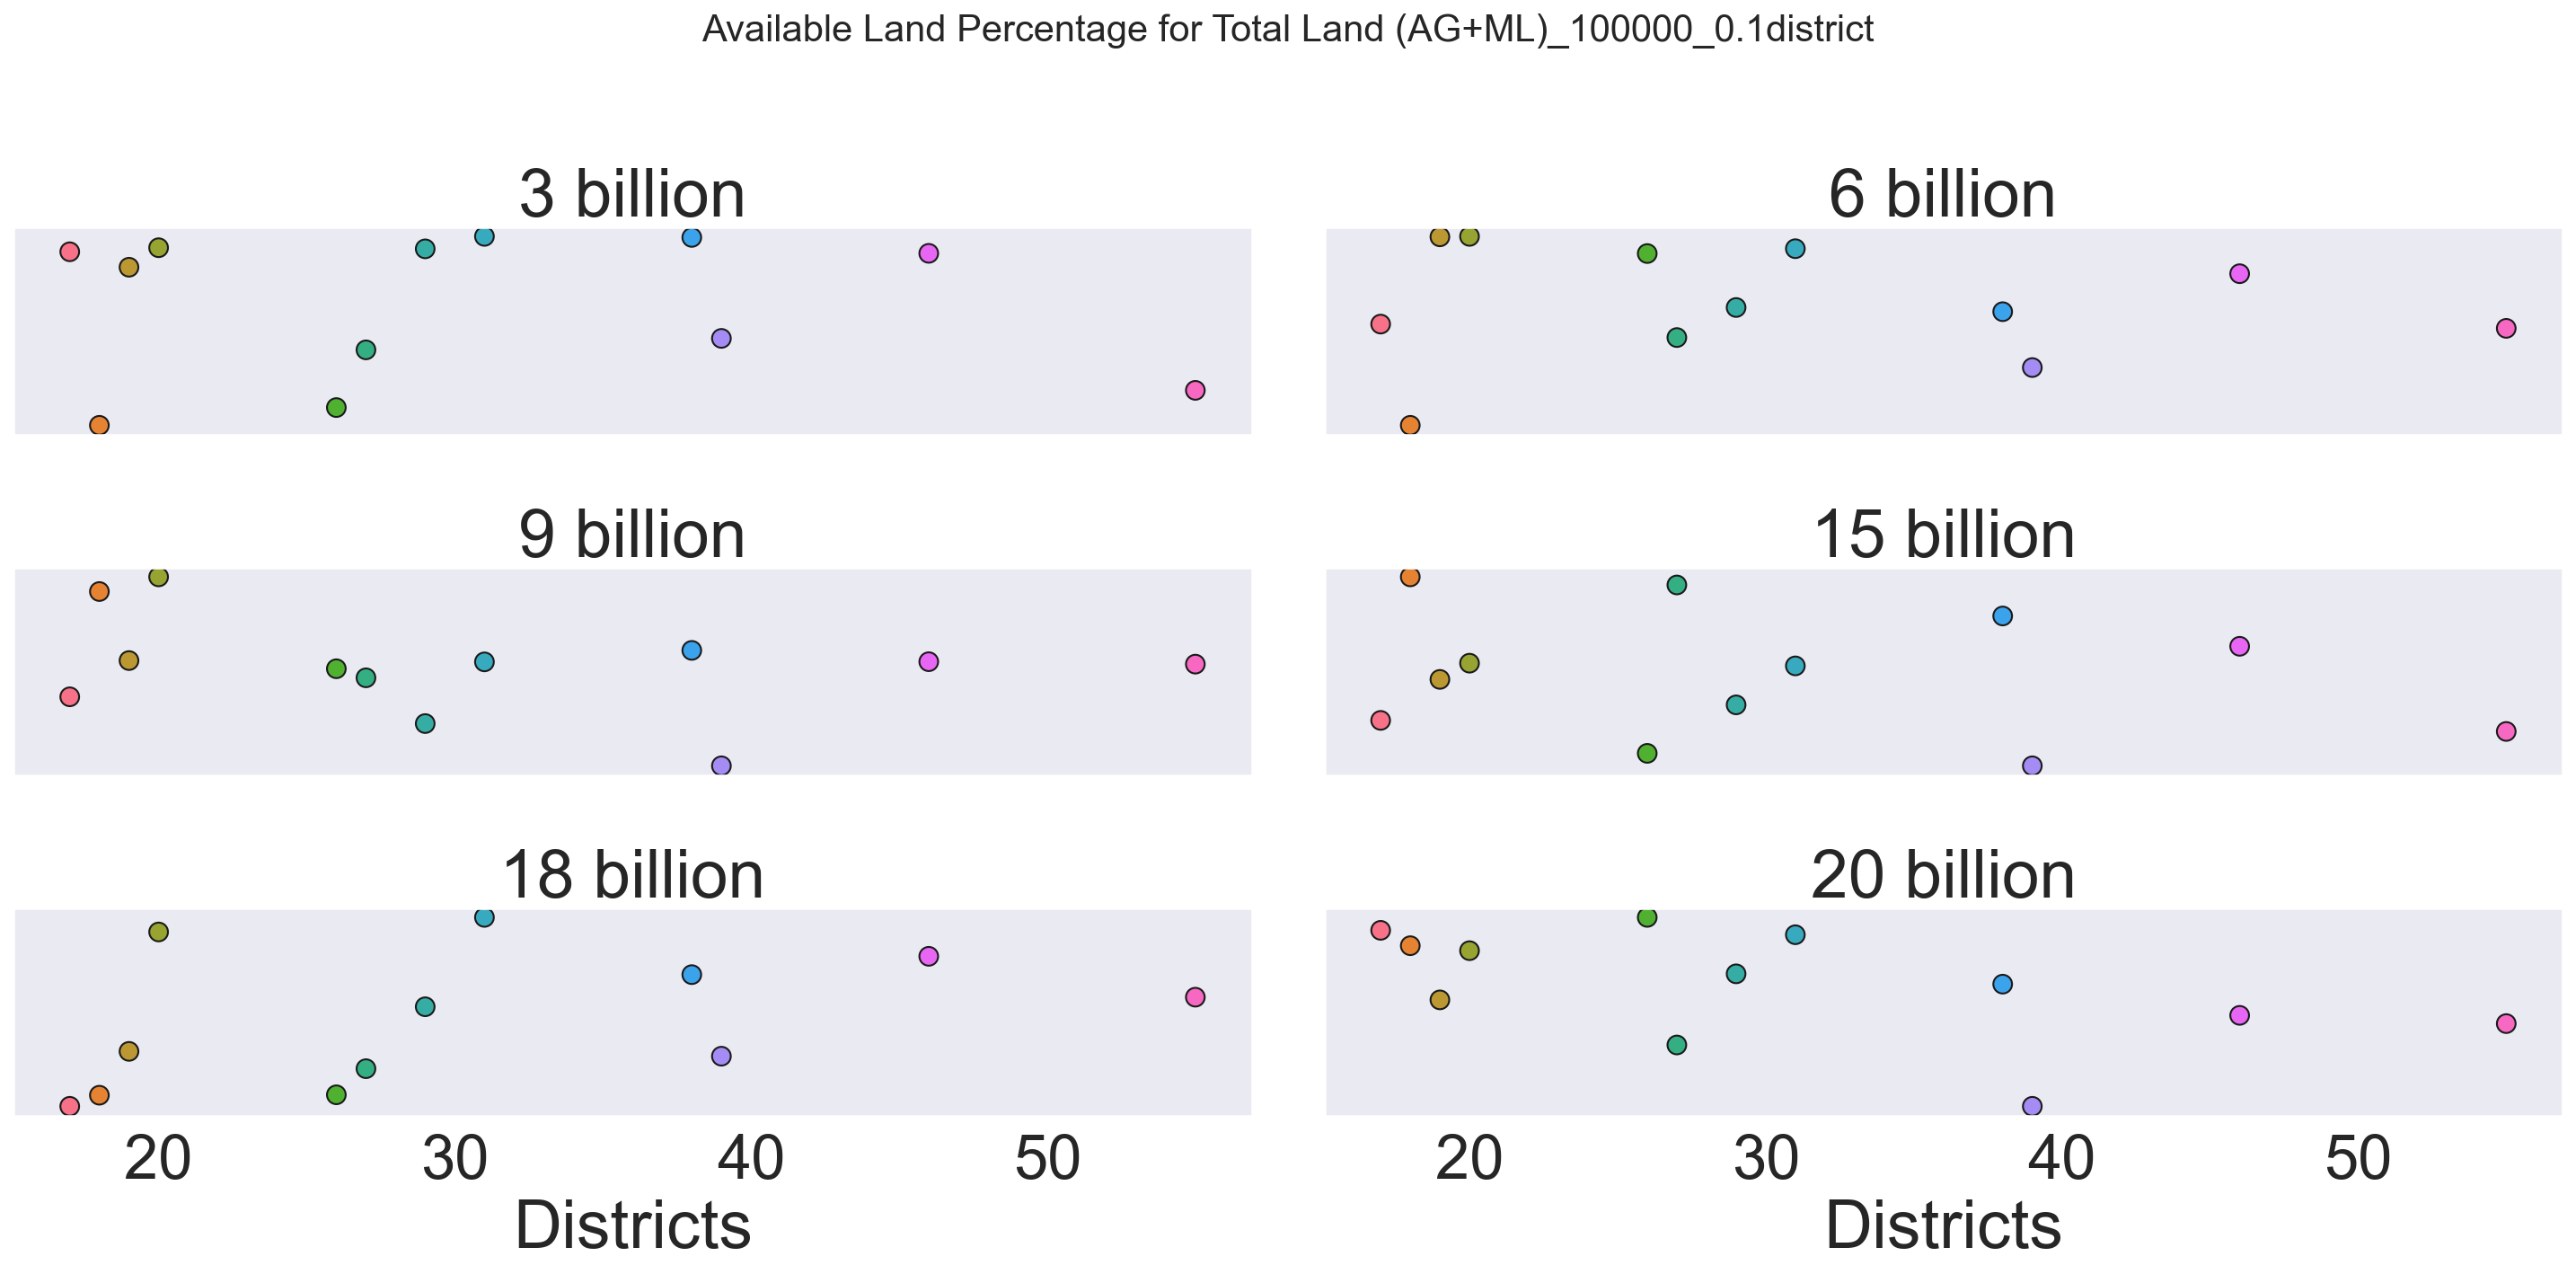 Available Land Percentage for Total Land (AG+ML)_100000_0.1district
3 billion
6 billion
9 billion
15 billion
18 billion
20 billion
20 30 40 50
20 30 40 50
Districts
Districts